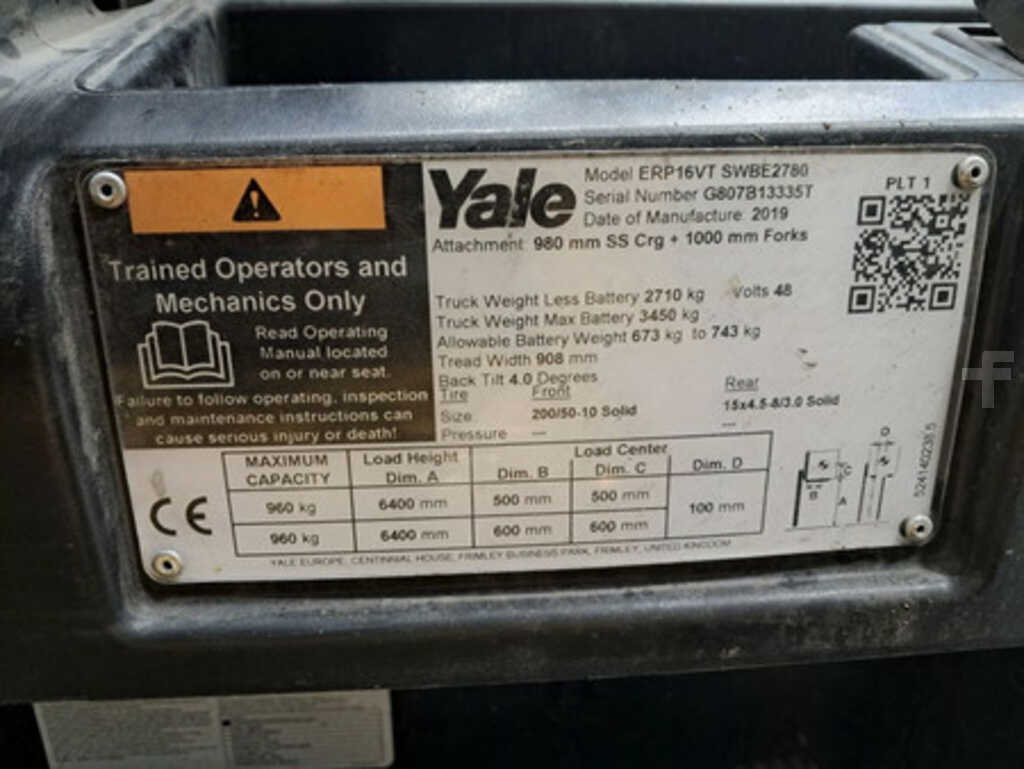 Yale
Model ERP16VT SWBE2780
Serial Number G807B13335T
Date of Manufacture: 2019
PLT 1
Attachment: 980 mm SS Crg + 1000 mm Forks
Trained Operators and
Mechanics Only
Read Operating
Manual located
on or near seat.
Failure to follow operating, inspection
and maintenance instructions can
cause serious injury or death!
Truck Weight Less Battery 2710 kg Volts 48
Truck Weight Max Battery 3450 kg
Allowable Battery Weight 673 kg to 743 kg
Tread Width 908 mm
Back Tilt 4.0 Degrees
Tire Front Rear
Size: 200/50-10 Solid 15x4.5-8/3.0 Solid
Pressure --- ---
MAXIMUM CAPACITY Load Height Dim. A Load Center Dim. B Dim. C Dim. D
960 kg 6400 mm 500 mm 500 mm 100 mm
960 kg 6400 mm 600 mm 600 mm
CE
D
B C A
524160238.5
YALE EUROPE, CENTINNIAL HOUSE, FRIMLEY BUSINESS PARK, FRIMLEY, UNITED KINGDOM